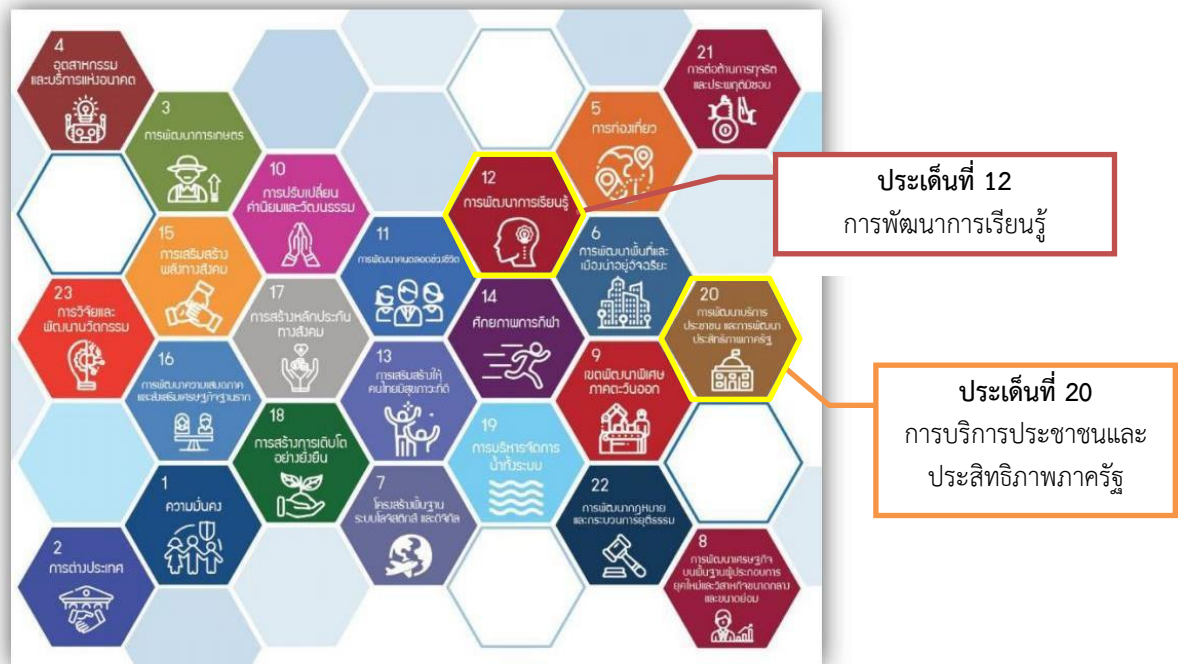 4
อุตสาหกรรม
และบริการแห่งอนาคต
3
การพัฒนาการเกษตร
10
การปรับเปลี่ยน
ค่านิยมและวัฒนธรรม
12
การพัฒนาการเรียนรู้
5
การท่องเที่ยว
21
การต่อต้านการทุจริต
และประพฤติมิชอบ
15
การเสริมสร้าง
พลังทางสังคม
11
การพัฒนาคนตลอดช่วงชีวิต
6
การพัฒนาพื้นที่และ
เมืองน่าอยู่อัจฉริยะ
23
การวิจัยและ
พัฒนานวัตกรรม
17
การสร้างหลักประกัน
ทางสังคม
14
ศักยภาพการกีฬา
20
การพัฒนาบริการ
ประชาชน และการพัฒนา
ประสิทธิภาพภาครัฐ
16
การพัฒนาความเสมอภาค
และส่งเสริมเศรษฐกิจฐานราก
13
การเสริมสร้างให้
คนไทยมีสุขภาวะที่ดี
9
เขตพัฒนาพิเศษ
ภาคตะวันออก
18
การสร้างการเติบโต
อย่างยั่งยืน
19
การบริหารจัดการ
น้ำทั้งระบบ
1
ความมั่นคง
7
โครงสร้างพื้นฐาน
ระบบโลจิสติกส์ และดิจิทัล
22
การพัฒนากฎหมาย
และกระบวนการยุติธรรม
2
การต่างประเทศ
8
การพัฒนาเศรษฐกิจ
บนพื้นฐานผู้ประกอบการ
ยุคใหม่และวิสาหกิจขนาดกลาง
และขนาดย่อม
ประเด็นที่ 12
การพัฒนาการเรียนรู้
ประเด็นที่ 20
การบริการประชาชนและ
ประสิทธิภาพภาครัฐ